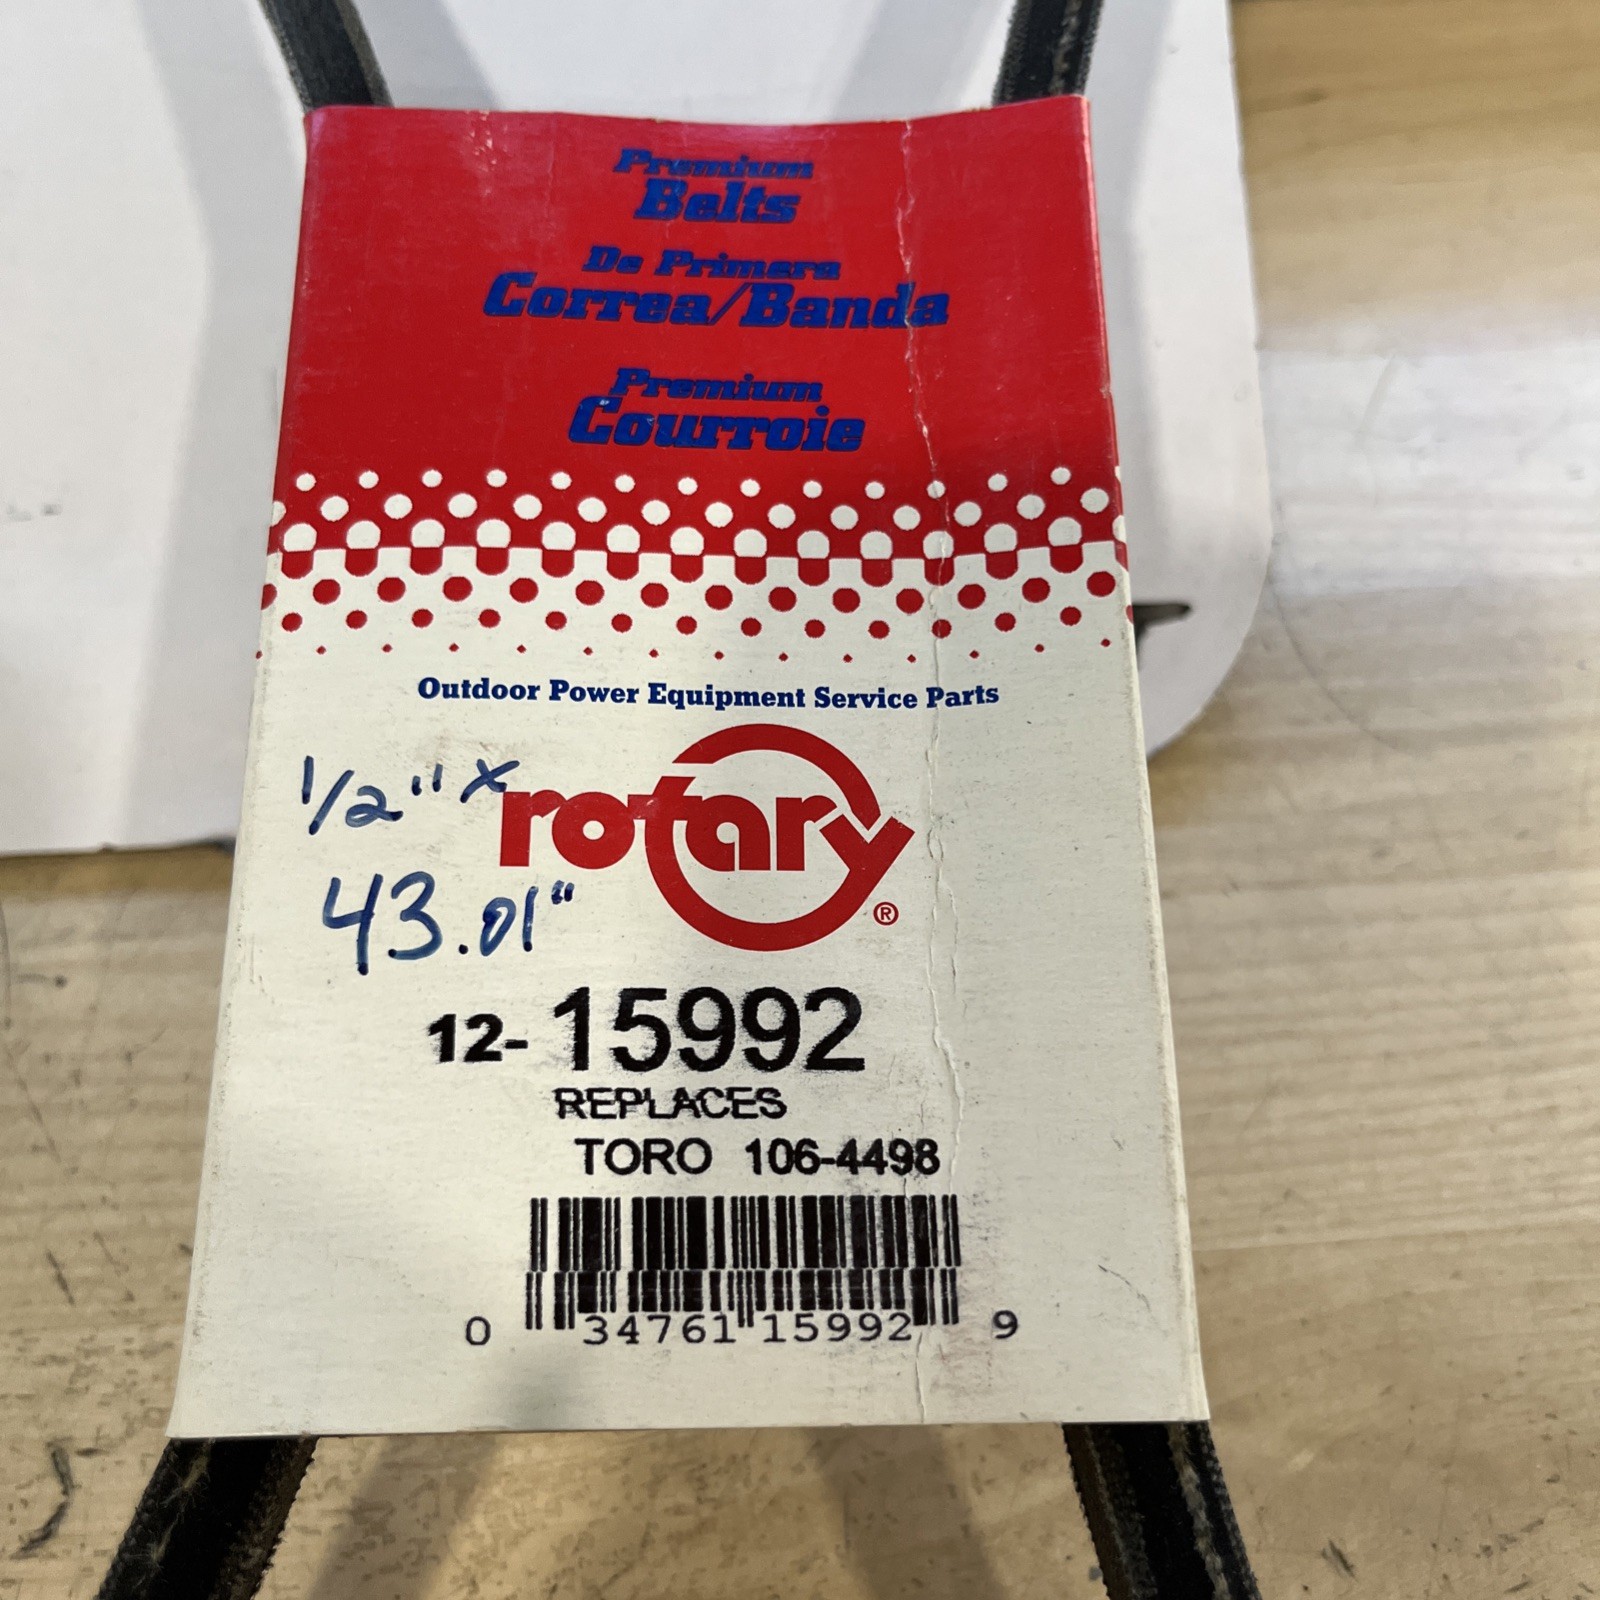 Premium
Belts
De Primera
Correa/Banda
Premium
Courroie
Outdoor Power Equipment Service Parts
1/2" x
rotary®
43.01"
12-15992
REPLACES
TORO 106-4498
0 34761 15992 9